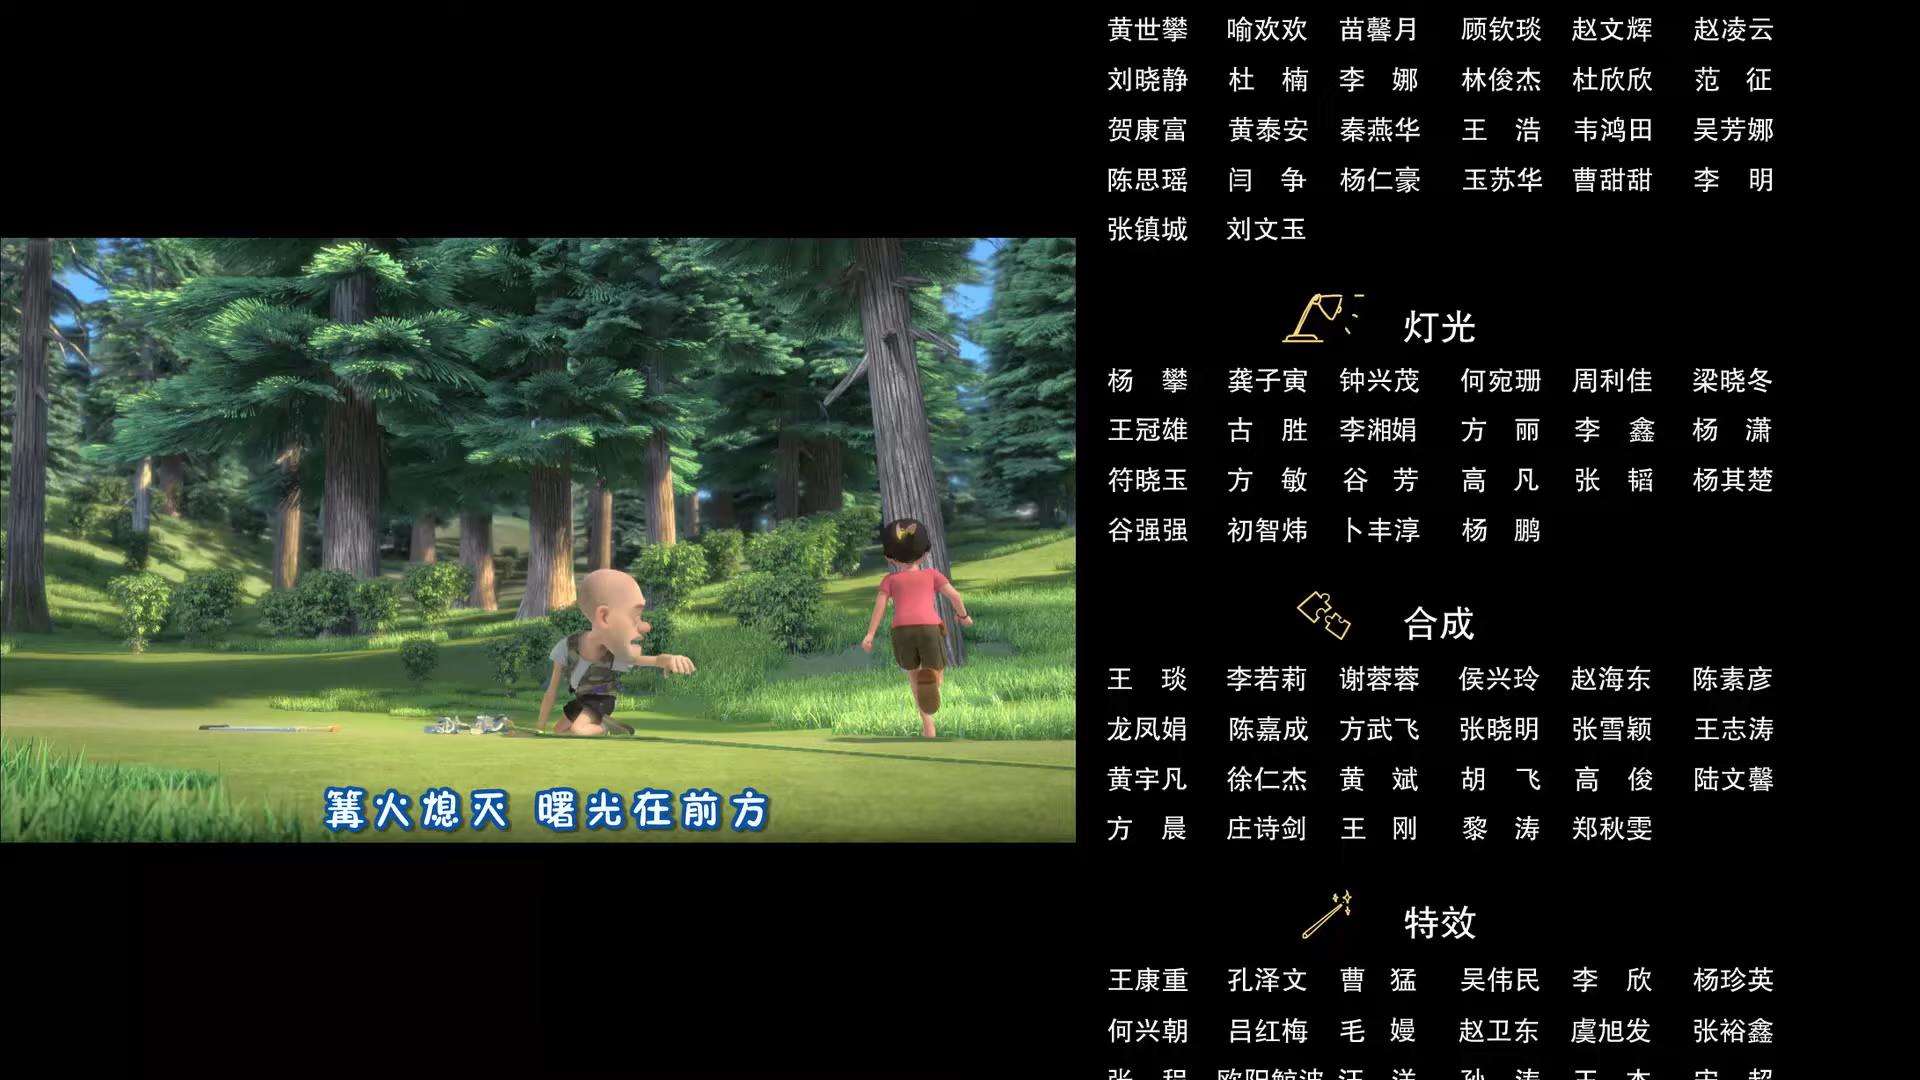 黄世攀 喻欢欢 苗馨月 顾钦琰 赵文辉 赵凌云
刘晓静 杜 楠 李 娜 林俊杰 杜欣欣 范 征
贺康富 黄泰安 秦燕华 王 浩 韦鸿田 吴芳娜
陈思瑶 闫 争 杨仁豪 玉苏华 曹甜甜 李 明
张镇城 刘文玉
灯光
杨 攀 龚子寅 钟兴茂 何宛珊 周利佳 梁晓冬
王冠雄 古 胜 李湘娟 方 丽 李 鑫 杨 潇
符晓玉 方 敏 谷 芳 高 凡 张 韬 杨其楚
谷强强 初智炜 卜丰淳 杨 鹏
合成
王 琰 李若莉 谢蓉蓉 侯兴玲 赵海东 陈素彦
龙凤娟 陈嘉成 方武飞 张晓明 张雪颖 王志涛
黄宇凡 徐仁杰 黄 斌 胡 飞 高 俊 陆文馨
方 晨 庄诗剑 王 刚 黎 涛 郑秋雯
特效
王康重 孔泽文 曹 猛 吴伟民 李 欣 杨珍英
何兴朝 吕红梅 毛 嫚 赵卫东 虞旭发 张裕鑫
篝火熄灭 曙光在前方